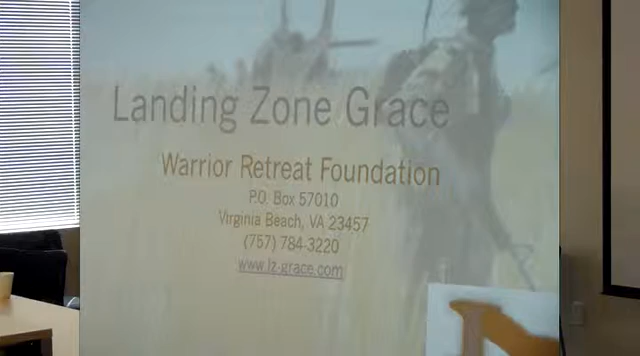 Landing Zone Grace
Warrior Retreat Foundation
P.O. Box 57010
Virginia Beach, VA 23457
(757) 784-3220
www.lz-grace.com